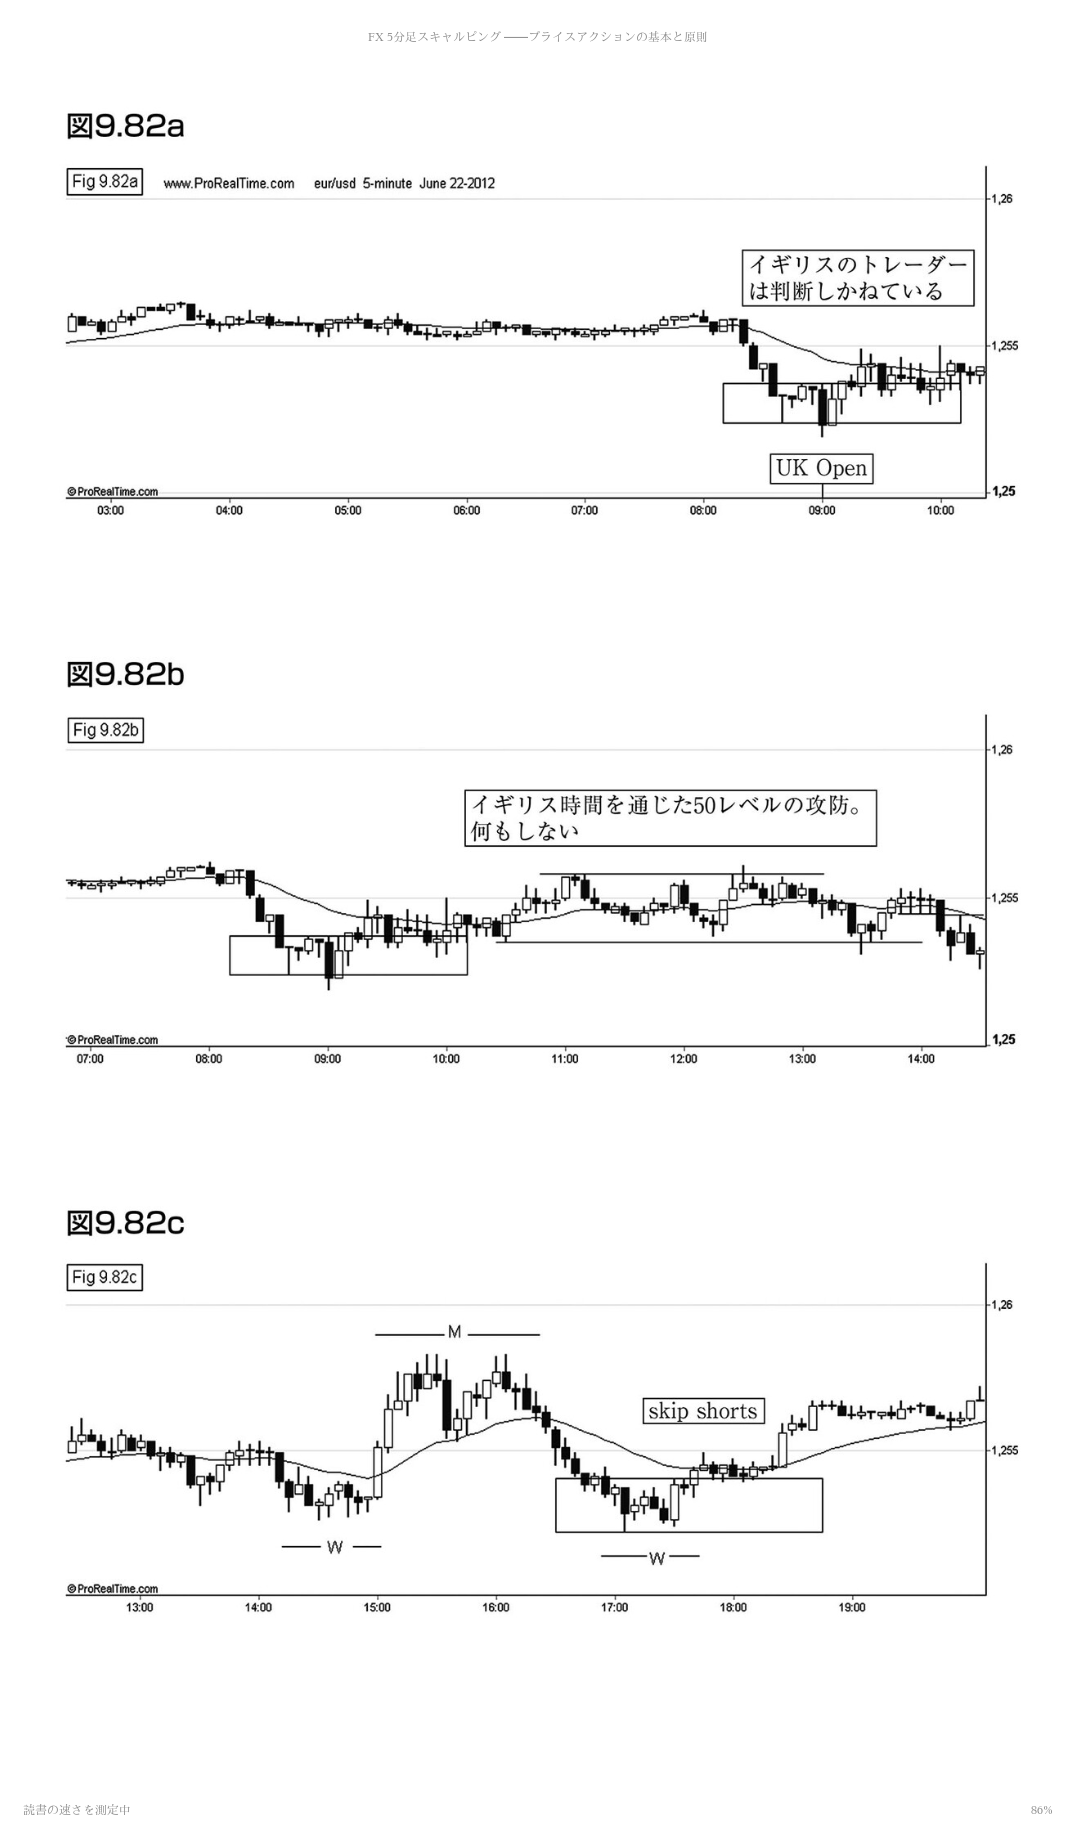 FX 5分足スキャルピング ――プライスアクションの基本と原則
図9.82a
Fig 9.82a www.ProRealTime.com eur/usd 5-minute June 22-2012
1,26
イギリスのトレーダー
は判断しかねている
1,255
UK Open
©ProRealTime.com
1,25
03:00 04:00 05:00 06:00 07:00 08:00 09:00 10:00
図9.82b
Fig 9.82b
1,26
イギリス時間を通じた50レベルの攻防。
何もしない
1,255
©ProRealTime.com
1,25
07:00 08:00 09:00 10:00 11:00 12:00 13:00 14:00
図9.82c
Fig 9.82c
1,26
M
skip shorts
1,255
W
W
©ProRealTime.com
13:00 14:00 15:00 16:00 17:00 18:00 19:00
読書の速さを測定中
86%